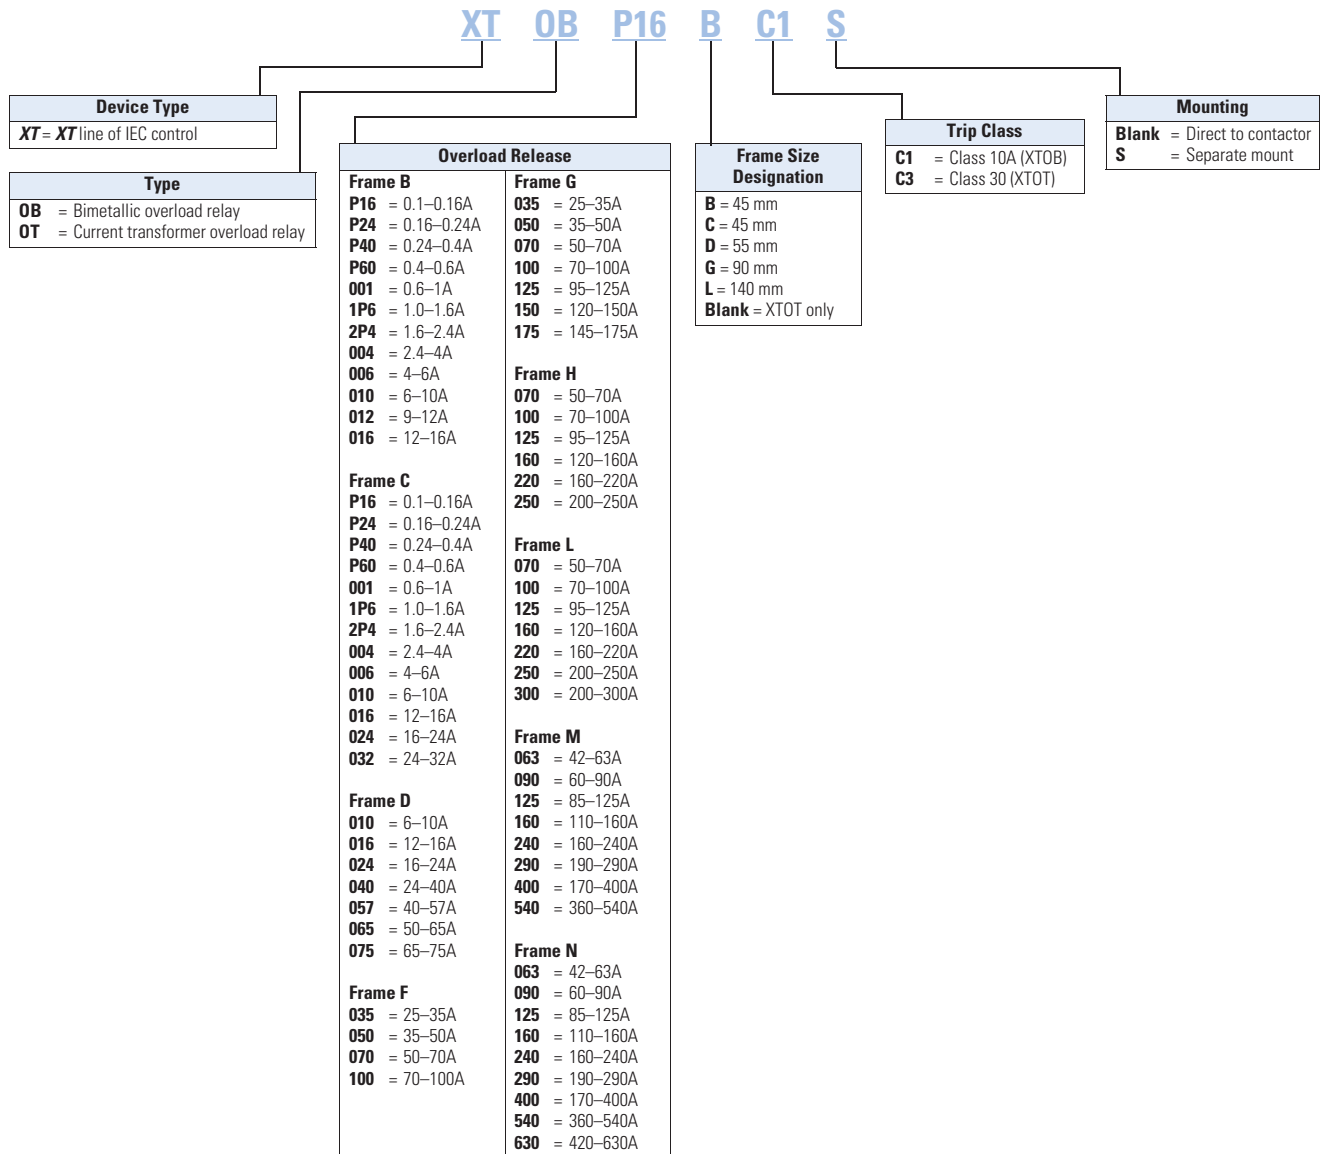 XT OB P16 B C1 S
Device Type
XT = XT line of IEC control
Type
OB = Bimetallic overload relay
OT = Current transformer overload relay
Overload Release
Frame B
P16 = 0.1–0.16A
P24 = 0.16–0.24A
P40 = 0.24–0.4A
P60 = 0.4–0.6A
001 = 0.6–1A
1P6 = 1.0–1.6A
2P4 = 1.6–2.4A
004 = 2.4–4A
006 = 4–6A
010 = 6–10A
012 = 9–12A
016 = 12–16A
Frame C
P16 = 0.1–0.16A
P24 = 0.16–0.24A
P40 = 0.24–0.4A
P60 = 0.4–0.6A
001 = 0.6–1A
1P6 = 1.0–1.6A
2P4 = 1.6–2.4A
004 = 2.4–4A
006 = 4–6A
010 = 6–10A
016 = 12–16A
024 = 16–24A
032 = 24–32A
Frame D
010 = 6–10A
016 = 12–16A
024 = 16–24A
040 = 24–40A
057 = 40–57A
065 = 50–65A
075 = 65–75A
Frame F
035 = 25–35A
050 = 35–50A
070 = 50–70A
100 = 70–100A
Frame G
035 = 25–35A
050 = 35–50A
070 = 50–70A
100 = 70–100A
125 = 95–125A
150 = 120–150A
175 = 145–175A
Frame H
070 = 50–70A
100 = 70–100A
125 = 95–125A
160 = 120–160A
220 = 160–220A
250 = 200–250A
Frame L
070 = 50–70A
100 = 70–100A
125 = 95–125A
160 = 120–160A
220 = 160–220A
250 = 200–250A
300 = 200–300A
Frame M
063 = 42–63A
090 = 60–90A
125 = 85–125A
160 = 110–160A
240 = 160–240A
290 = 190–290A
400 = 170–400A
540 = 360–540A
Frame N
063 = 42–63A
090 = 60–90A
125 = 85–125A
160 = 110–160A
240 = 160–240A
290 = 190–290A
400 = 170–400A
540 = 360–540A
630 = 420–630A
Frame Size
Designation
B = 45 mm
C = 45 mm
D = 55 mm
G = 90 mm
L = 140 mm
Blank = XTOT only
Trip Class
C1 = Class 10A (XTOB)
C3 = Class 30 (XTOT)
Mounting
Blank = Direct to contactor
S = Separate mount